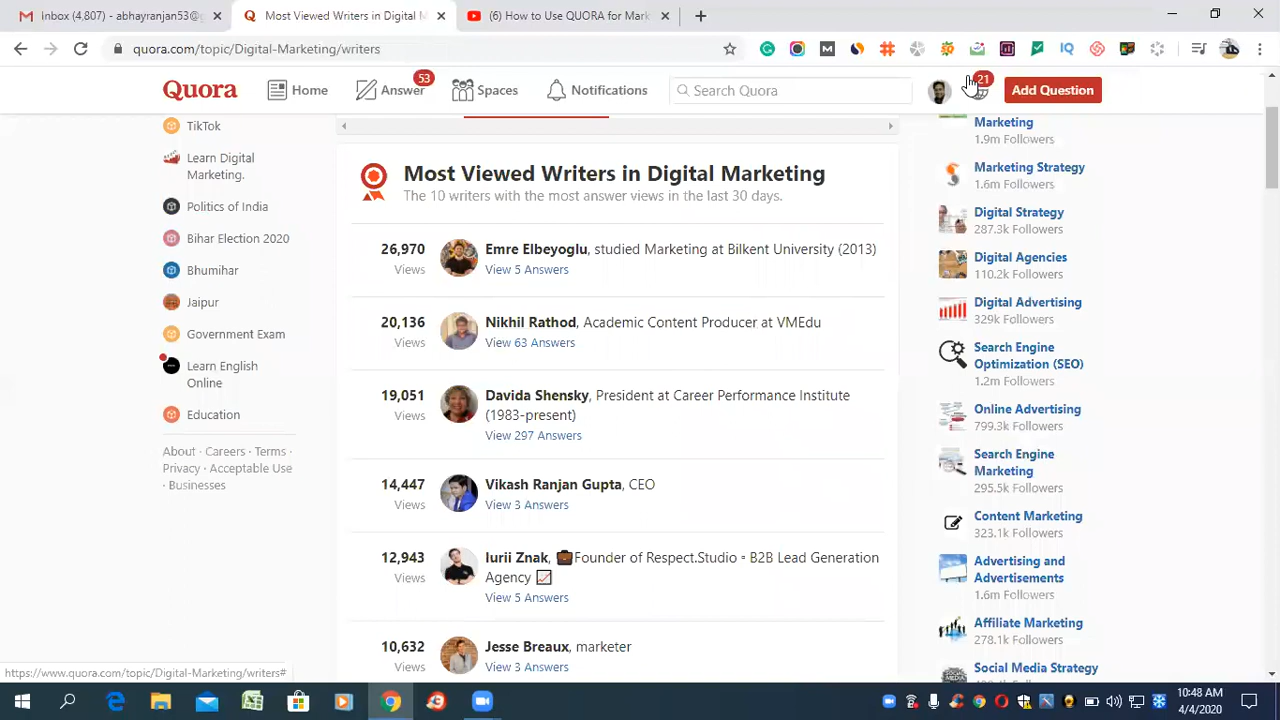 Inbox (4,807) - abhayranjan53@g
Most Viewed Writers in Digital M
(6) How to Use QUORA for Mark
quora.com/topic/Digital-Marketing/writers
Quora
Home
Answer
53
Spaces
Notifications
Search Quora
21
Add Question
TikTok
Learn Digital
Marketing.
Politics of India
Bihar Election 2020
Bhumihar
Jaipur
Government Exam
Learn English
Online
Education
About · Careers · Terms ·
Privacy · Acceptable Use
· Businesses
Most Viewed Writers in Digital Marketing
The 10 writers with the most answer views in the last 30 days.
26,970
Views
Emre Elbeyoglu, studied Marketing at Bilkent University (2013)
View 5 Answers
20,136
Views
Nikhil Rathod, Academic Content Producer at VMEdu
View 63 Answers
19,051
Views
Davida Shensky, President at Career Performance Institute
(1983-present)
View 297 Answers
14,447
Views
Vikash Ranjan Gupta, CEO
View 3 Answers
12,943
Views
Iurii Znak, 💼Founder of Respect.Studio ▫ B2B Lead Generation
Agency 📈
View 5 Answers
10,632
Views
Jesse Breaux, marketer
View 3 Answers
Marketing
1.9m Followers
Marketing Strategy
1.6m Followers
Digital Strategy
287.3k Followers
Digital Agencies
110.2k Followers
Digital Advertising
329k Followers
Search Engine
Optimization (SEO)
1.2m Followers
Online Advertising
799.3k Followers
Search Engine
Marketing
295.5k Followers
Content Marketing
323.1k Followers
Advertising and
Advertisements
1.6m Followers
Affiliate Marketing
278.1k Followers
Social Media Strategy
https://www.quora.com/topic/Digital-Marketing/writers#
10:48 AM
4/4/2020